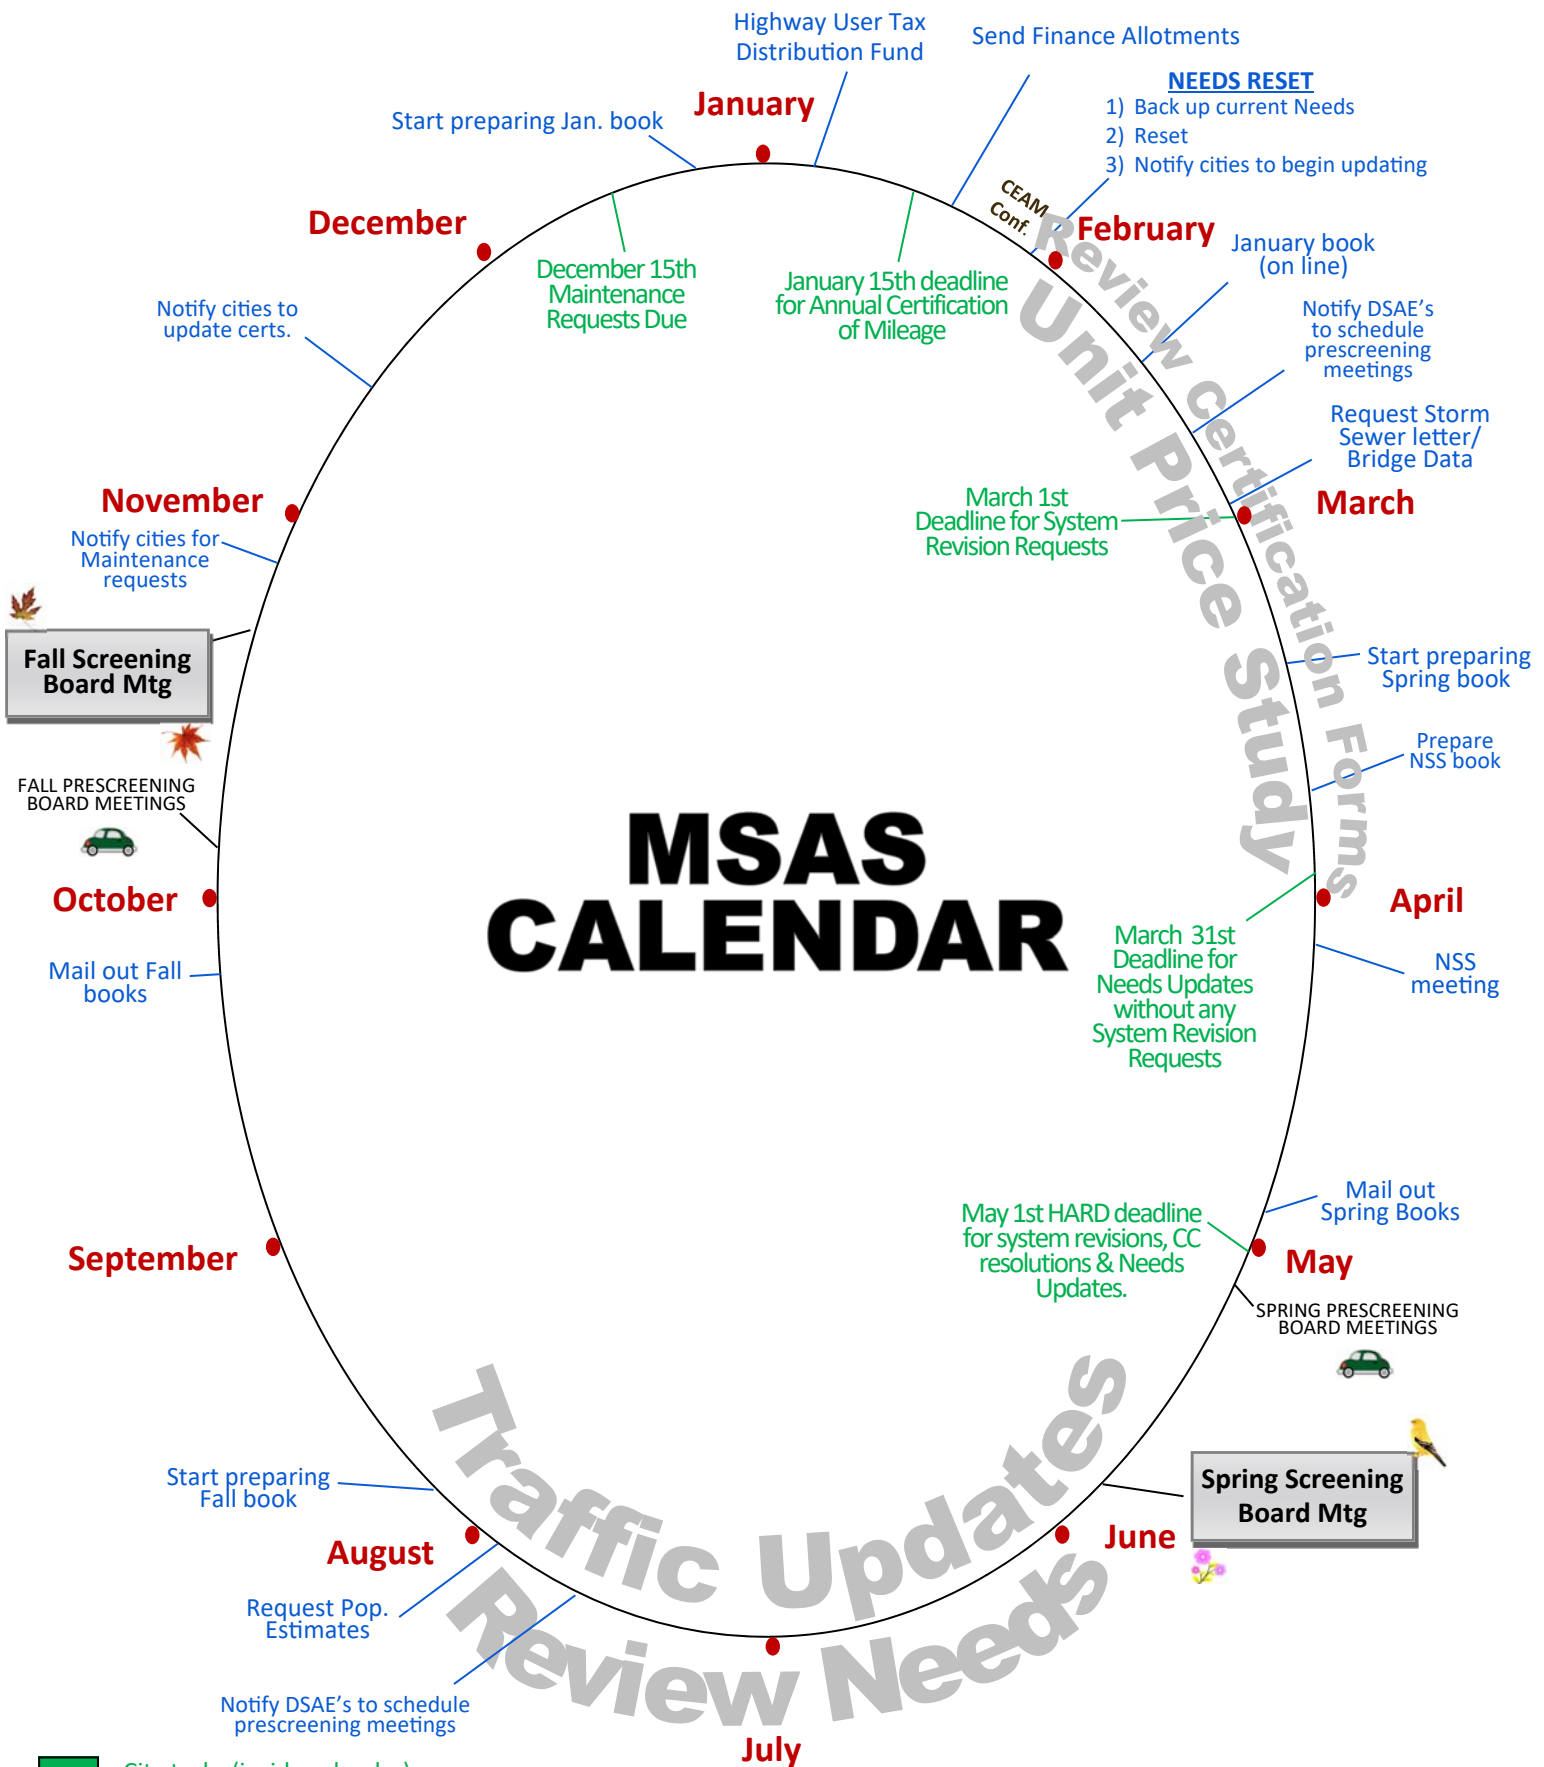 Highway User Tax
Distribution Fund
Send Finance Allotments
NEEDS RESET
1) Back up current Needs
2) Reset
3) Notify cities to begin updating
January
Start preparing Jan. book
CEAM
Conf.
February
December
December 15th
Maintenance
Requests Due
January 15th deadline
for Annual Certification
of Mileage
January book
(on line)
Notify DSAE's
to schedule
prescreening
meetings
Review Certification Forms
Unit Price Study
Notify cities to
update certs.
Request Storm
Sewer letter/
Bridge Data
March
March 1st
Deadline for System
Revision Requests
November
Notify cities for
Maintenance
requests
Fall Screening
Board Mtg
Start preparing
Spring book
Prepare
NSS book
FALL PRESCREENING
BOARD MEETINGS
MSAS
CALENDAR
October
April
March 31st
Deadline for
Needs Updates
without any
System Revision
Requests
NSS
meeting
Mail out Fall
books
Mail out
Spring Books
May 1st HARD deadline
for system revisions, CC
resolutions & Needs
Updates.
May
September
SPRING PRESCREENING
BOARD MEETINGS
Spring Screening
Board Mtg
June
Traffic Updates
Review Needs
Start preparing
Fall book
August
Request Pop.
Estimates
Notify DSAE's to schedule
prescreening meetings
July